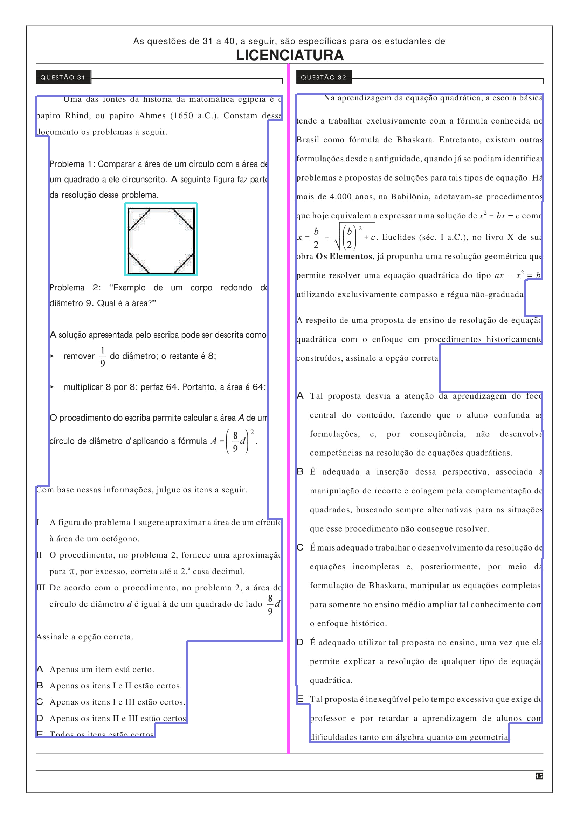 As questões de 31 a 40, a seguir, são específicas para os estudantes de
LICENCIATURA
QUESTÃO 31
Uma das fontes da história da matemática egípcia é o
papiro Rhind, ou papiro Ahmes (1650 a.C.). Constam desse
documento os problemas a seguir.
Problema 1: Comparar a área de um círculo com a área de
um quadrado a ele circunscrito. A seguinte figura faz parte
da resolução desse problema.
Problema 2: "Exemplo de um corpo redondo de
diâmetro 9. Qual é a área?"
A solução apresentada pelo escriba pode ser descrita como:
• remover 1/9 do diâmetro; o restante é 8;
• multiplicar 8 por 8; perfaz 64. Portanto, a área é 64;
O procedimento do escriba permite calcular a área A de um
círculo de diâmetro d aplicando a fórmula A = (8/9 d)².
Com base nessas informações, julgue os itens a seguir.
I A figura do problema 1 sugere aproximar a área de um círculo
à área de um octógono.
II O procedimento, no problema 2, fornece uma aproximação
para π, por excesso, correta até a 2.ª casa decimal.
III De acordo com o procedimento, no problema 2, a área do
círculo de diâmetro d é igual à de um quadrado de lado 8/9 d
Assinale a opção correta.
A Apenas um item está certo.
B Apenas os itens I e II estão certos.
C Apenas os itens I e III estão certos.
D Apenas os itens II e III estão certos
E Todos os itens estão certos
QUESTÃO 32
Na aprendizagem da equação quadrática, a escola básica
tende a trabalhar exclusivamente com a fórmula conhecida no
Brasil como fórmula de Bhaskara. Entretanto, existem outras
formulações desde a antiguidade, quando já se podiam identificar
problemas e propostas de soluções para tais tipos de equação. Há
mais de 4.000 anos, na Babilônia, adotavam-se procedimentos
que hoje equivalem a expressar uma solução de x² − bx = c como
x = b/2 + √((b/2)² + c. Euclides (séc. I a.C.), no livro X de sua
obra Os Elementos, já propunha uma resolução geométrica que
permite resolver uma equação quadrática do tipo ax − x² = b
utilizando exclusivamente compasso e régua não-graduada
A respeito de uma proposta de ensino de resolução de equação
quadrática com o enfoque em procedimentos historicamente
construídos, assinale a opção correta
A Tal proposta desvia a atenção da aprendizagem do foco
central do conteúdo, fazendo que o aluno confunda as
formulações, e, por conseqüência, não desenvolva
competências na resolução de equações quadráticas.
B É adequada a inserção dessa perspectiva, associada à
manipulação de recorte e colagem pela complementação de
quadrados, buscando sempre alternativas para as situações
que esse procedimento não consegue resolver.
C É mais adequado trabalhar o desenvolvimento da resolução de
equações incompletas e, posteriormente, por meio da
formulação de Bhaskara, manipular as equações completas,
para somente no ensino médio ampliar tal conhecimento com
o enfoque histórico.
D É adequado utilizar tal proposta no ensino, uma vez que ela
permite explicar a resolução de qualquer tipo de equação
quadrática.
E Tal proposta é inexeqüível pelo tempo excessivo que exige do
professor e por retardar a aprendizagem de alunos com
dificuldades tanto em álgebra quanto em geometria